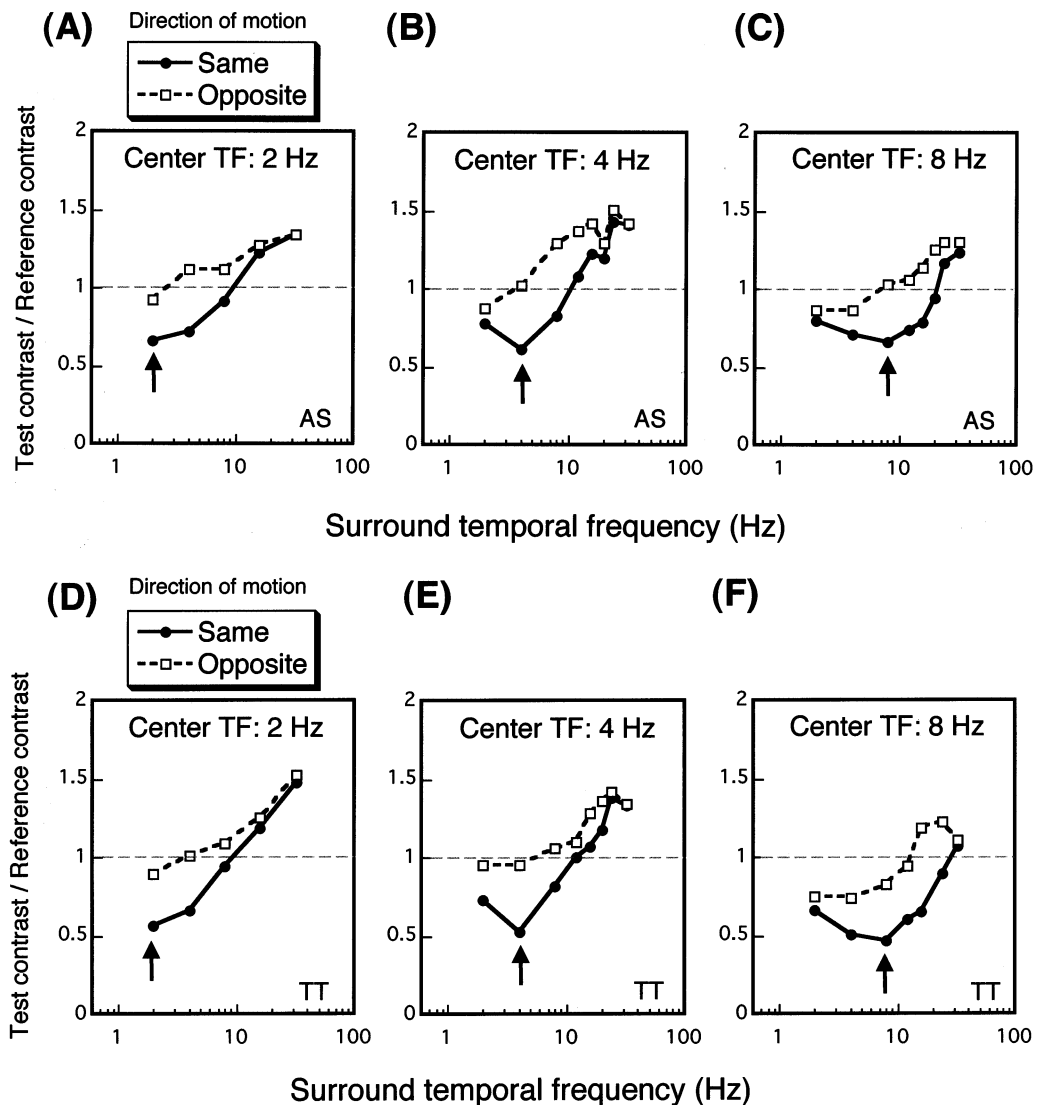 (A) Direction of motion (B) (C)
Same
Opposite
Test contrast / Reference contrast
2 2 2
Center TF: 2 Hz Center TF: 4 Hz Center TF: 8 Hz
1.5 1.5 1.5
1 1 1
0.5 0.5 0.5
AS AS AS
0 0 0
1 10 100 1 10 100 1 10 100
Surround temporal frequency (Hz)
(D) Direction of motion (E) (F)
Same
Opposite
Test contrast / Reference contrast
2 2 2
Center TF: 2 Hz Center TF: 4 Hz Center TF: 8 Hz
1.5 1.5 1.5
1 1 1
0.5 0.5 0.5
TT TT TT
0 0 0
1 10 100 1 10 100 1 10 100
Surround temporal frequency (Hz)